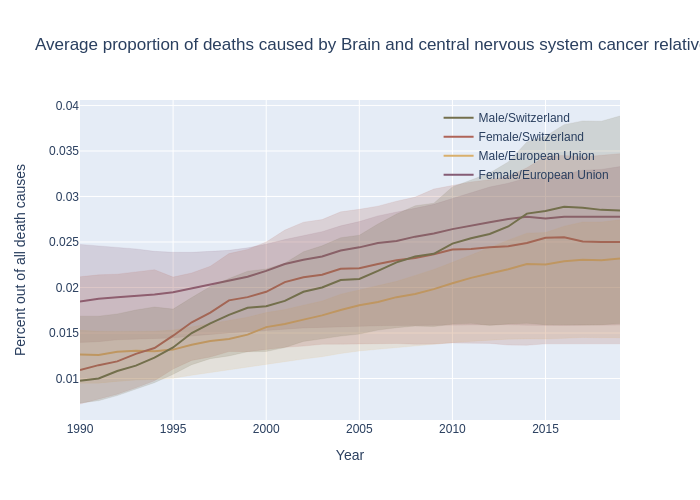 Average proportion of deaths caused by Brain and central nervous system cancer relativ
0.04
0.035
0.03
0.025
0.02
0.015
0.01
Percent out of all death causes
Male/Switzerland
Female/Switzerland
Male/European Union
Female/European Union
1990
1995
2000
2005
2010
2015
Year